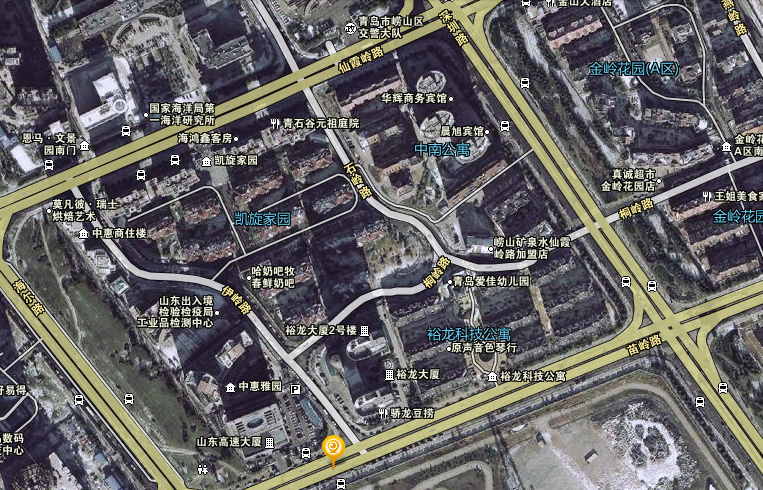 金山大酒店
燕岭路
青岛市崂山区
交警大队
深圳路
仙霞岭路
金岭花园(A区)
华辉商务宾馆
国家海洋局第
一海洋研究所
青石谷元祖庭院
晨旭宾馆
恩马·文景
园南门
海鸿鑫客房
中南公寓
金岭花
A区南
凯旋家园
石岭路
真诚超市
金岭花园店
王姐美食家
莫凡彼·瑞士
烘焙艺术
凯旋家园
桐岭路
金岭花园
中惠商住楼
崂山矿泉水仙霞
岭路加盟店
海尔路
哈奶吧牧
春鲜奶吧
桐岭路
青岛爱佳幼儿园
伊岭路
山东出入境
检验检疫局
工业品检测中心
裕龙大厦2号楼
裕龙科技公寓
原声音色琴行
苗岭路
裕龙大厦
裕龙科技公寓
好易得
中惠雅园
P
骄龙豆捞
数码
中心
山东高速大厦